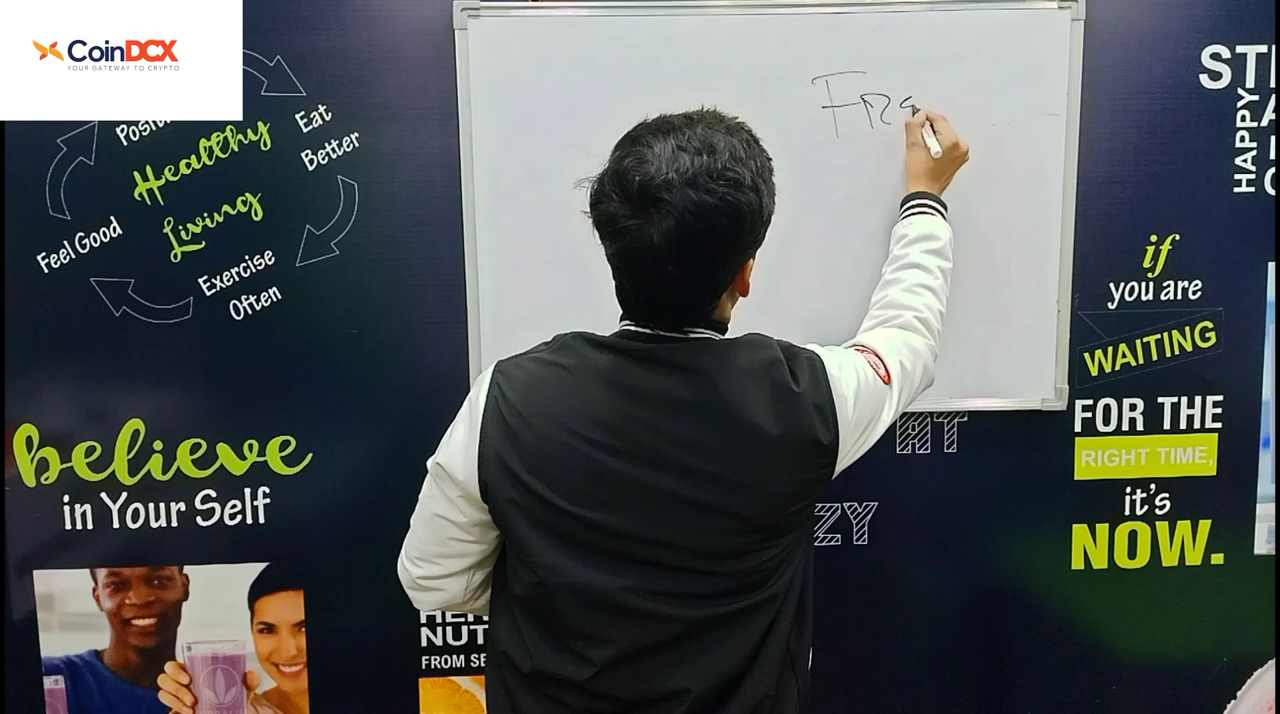 CoinDCX
YOUR GATEWAY TO CRYPTO
Eat
Better
Healthy
Living
Feel Good
Exercise
Often
believe
in Your Self
HAPPY
if
you are
WAITING
FOR THE
RIGHT TIME,
it's
NOW.
FROM